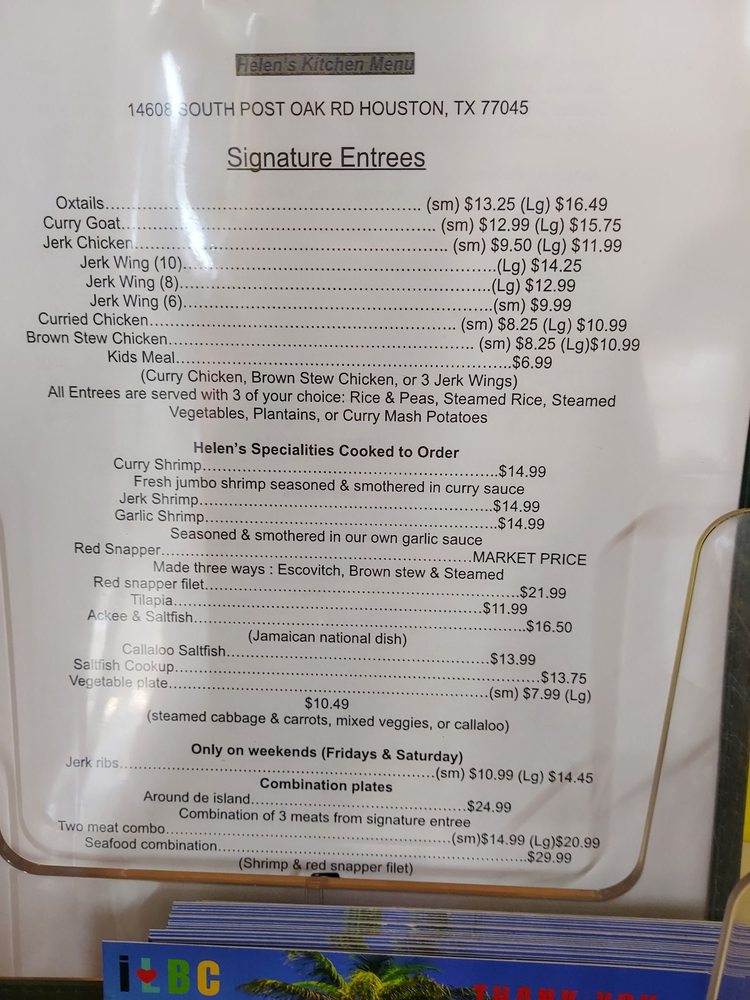 Helen's Kitchen Menu
14608 SOUTH POST OAK RD HOUSTON, TX 77045
Signature Entrees
Oxtails.......................................................... (sm) $13.25 (Lg) $16.49
Curry Goat.......................................................... (sm) $12.99 (Lg) $15.75
Jerk Chicken.......................................................... (sm) $9.50 (Lg) $11.99
Jerk Wing (10)..........................................................(Lg) $14.25
Jerk Wing (8)..........................................................(Lg) $12.99
Jerk Wing (6)..........................................................(sm) $9.99
Curried Chicken.......................................................... (sm) $8.25 (Lg) $10.99
Brown Stew Chicken.......................................................... (sm) $8.25 (Lg)$10.99
Kids Meal..........................................................$6.99
(Curry Chicken, Brown Stew Chicken, or 3 Jerk Wings)
All Entrees are served with 3 of your choice: Rice & Peas, Steamed Rice, Steamed
Vegetables, Plantains, or Curry Mash Potatoes
Helen's Specialities Cooked to Order
Curry Shrimp..........................................................$14.99
Fresh jumbo shrimp seasoned & smothered in curry sauce
Jerk Shrimp..........................................................$14.99
Garlic Shrimp..........................................................$14.99
Seasoned & smothered in our own garlic sauce
Red Snapper..........................................................MARKET PRICE
Made three ways : Escovitch, Brown stew & Steamed
Red snapper filet..........................................................$21.99
Tilapia..........................................................$11.99
Ackee & Saltfish..........................................................$16.50
(Jamaican national dish)
Callaloo Saltfish..........................................................$13.99
Saltfish Cookup..........................................................$13.75
Vegetable plate..........................................................(sm) $7.99 (Lg)
$10.49
(steamed cabbage & carrots, mixed veggies, or callaloo)
Only on weekends (Fridays & Saturday)
Jerk ribs..........................................................(sm) $10.99 (Lg) $14.45
Combination plates
Around de island..........................................................$24.99
Combination of 3 meats from signature entree
Two meat combo..........................................................(sm)$14.99 (Lg)$20.99
Seafood combination..........................................................$29.99
(Shrimp & red snapper filet)
iLBC
THANK YOU